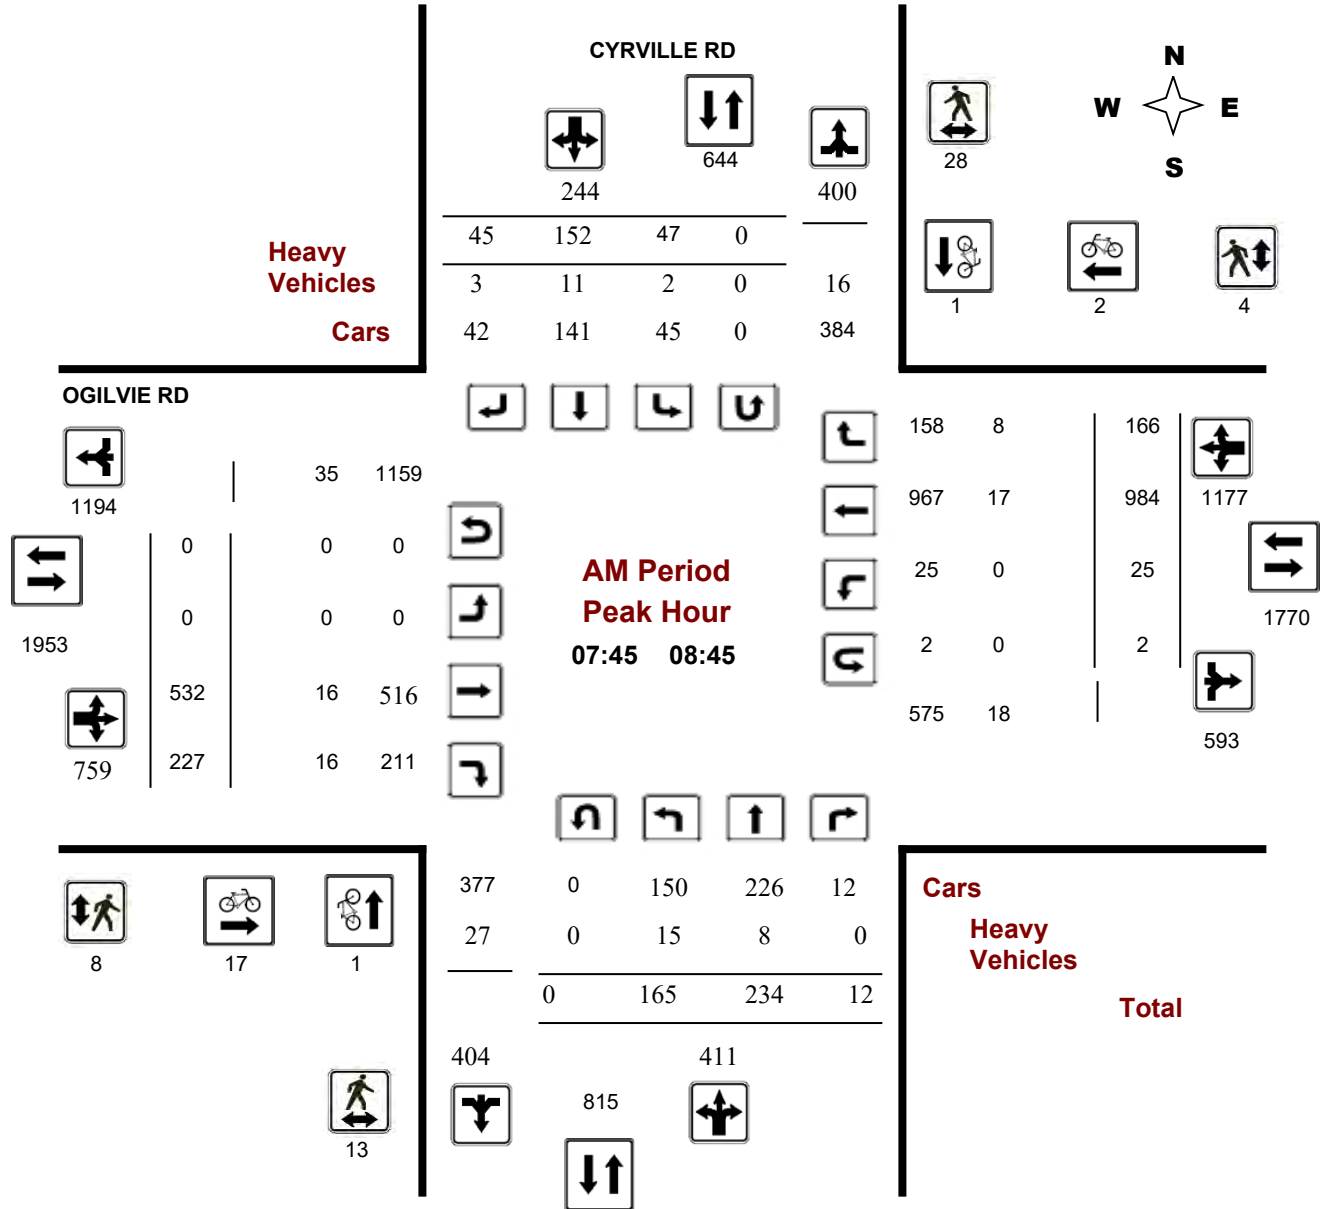 CYRVILLE RD
N
W E
S
644
28
244 400
45 152 47 0
Heavy
Vehicles
3 11 2 0 16
1 2 4
Cars
42 141 45 0 384
OGILVIE RD
158 8 166
35 1159
1194
967 17 984 1177
0 0 0
AM Period
25 0 25
Peak Hour
0 0 0
1770
1953
07:45 08:45
2 0 2
532 16 516
575 18
593
759 227 16 211
377 0 150 226 12
Cars
27 0 15 8 0
Heavy
Vehicles
8 17 1
0 165 234 12
Total
404 411
815
13